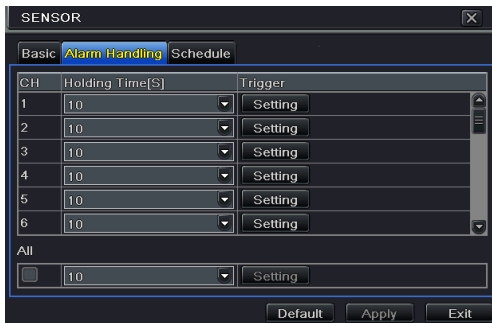 SENSOR
Basic Alarm Handling Schedule
CH Holding Time[S] Trigger
1 10 Setting
2 10 Setting
3 10 Setting
4 10 Setting
5 10 Setting
6 10 Setting
All
10 Setting
Default Apply Exit